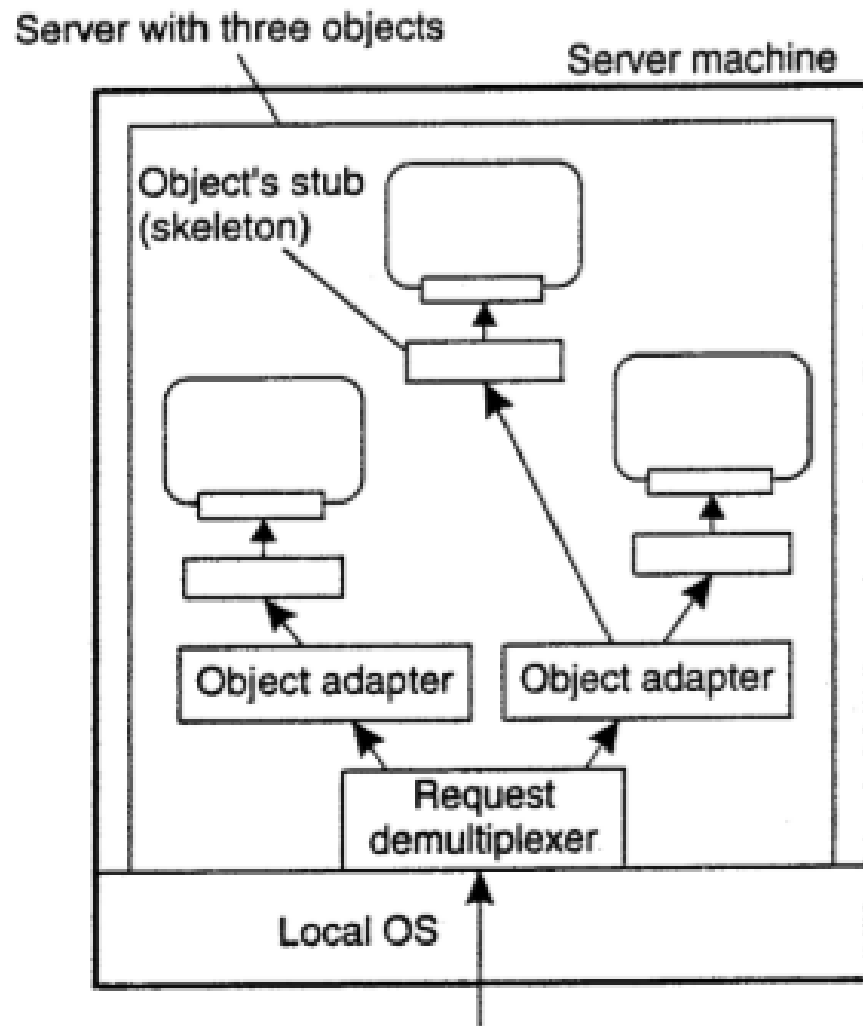 Server with three objects
Server machine
Object's stub
(skeleton)
Object adapter
Object adapter
Request
demultiplexer
Local OS